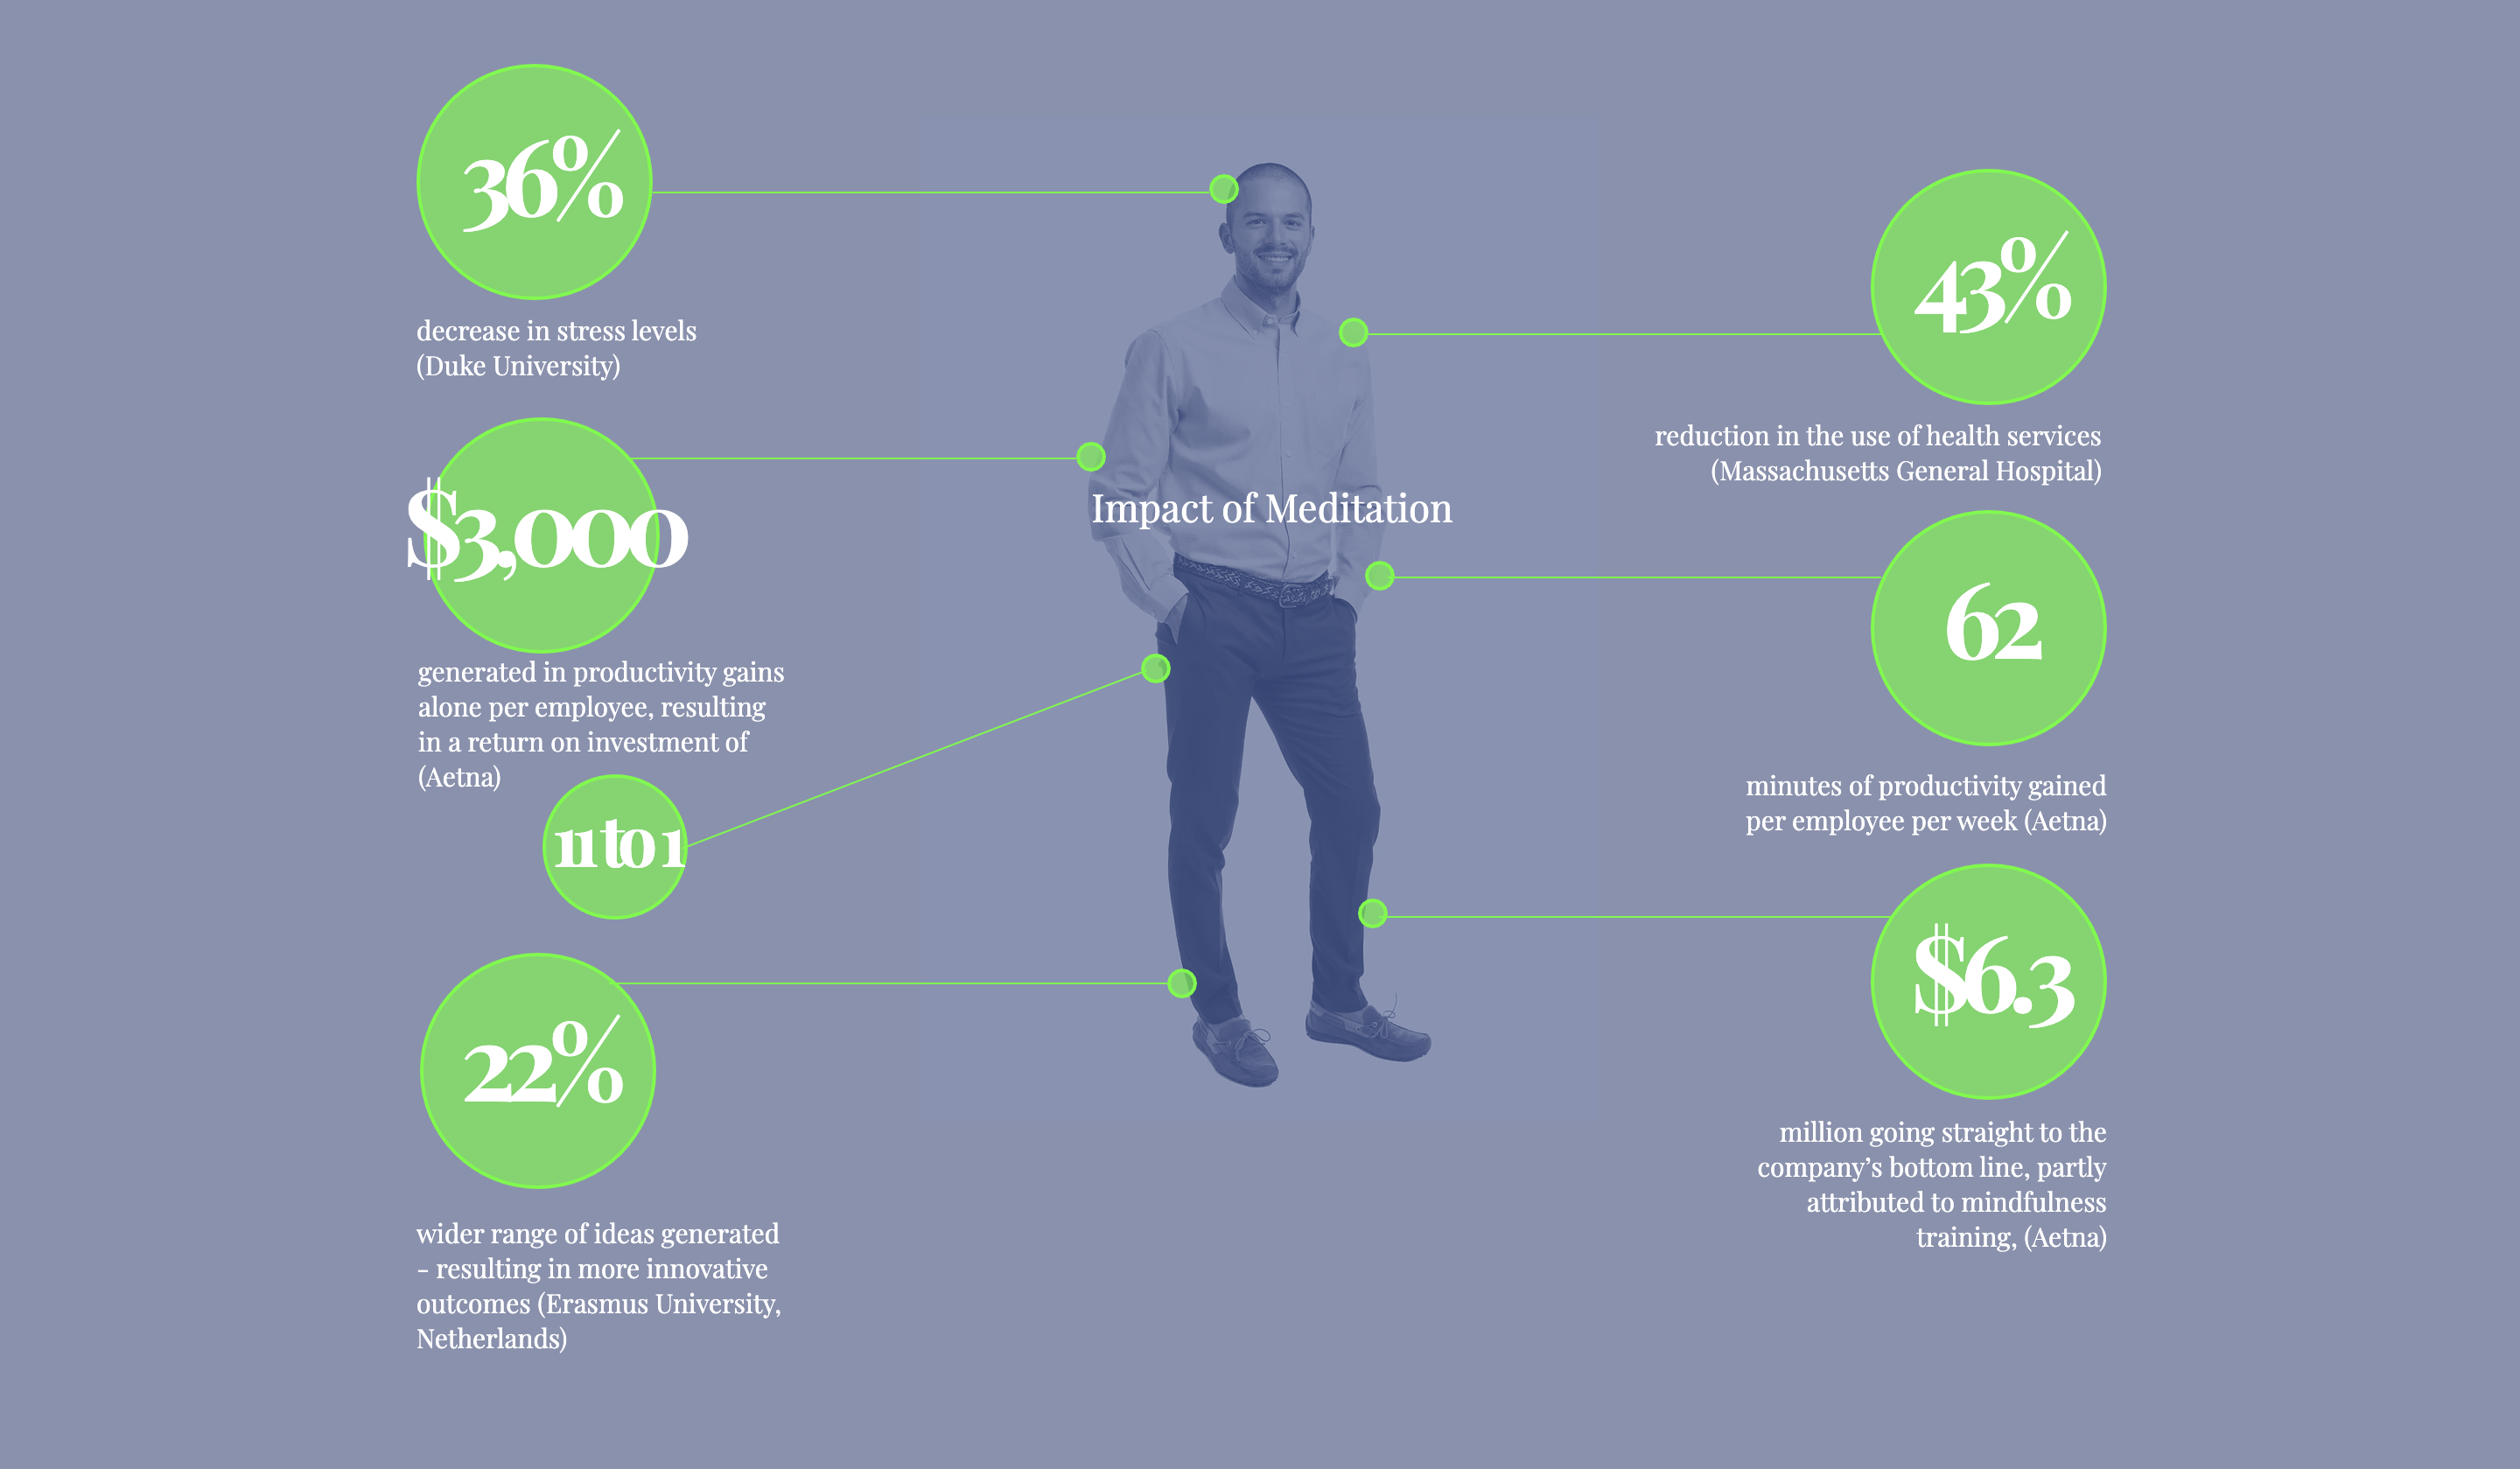 36%
decrease in stress levels
(Duke University)
$3,000
generated in productivity gains
alone per employee, resulting
in a return on investment of
(Aetna)
11 to 1
22%
wider range of ideas generated
- resulting in more innovative
outcomes (Erasmus University,
Netherlands)
Impact of Meditation
43%
reduction in the use of health services
(Massachusetts General Hospital)
62
minutes of productivity gained
per employee per week (Aetna)
$6.3
million going straight to the
company’s bottom line, partly
attributed to mindfulness
training, (Aetna)